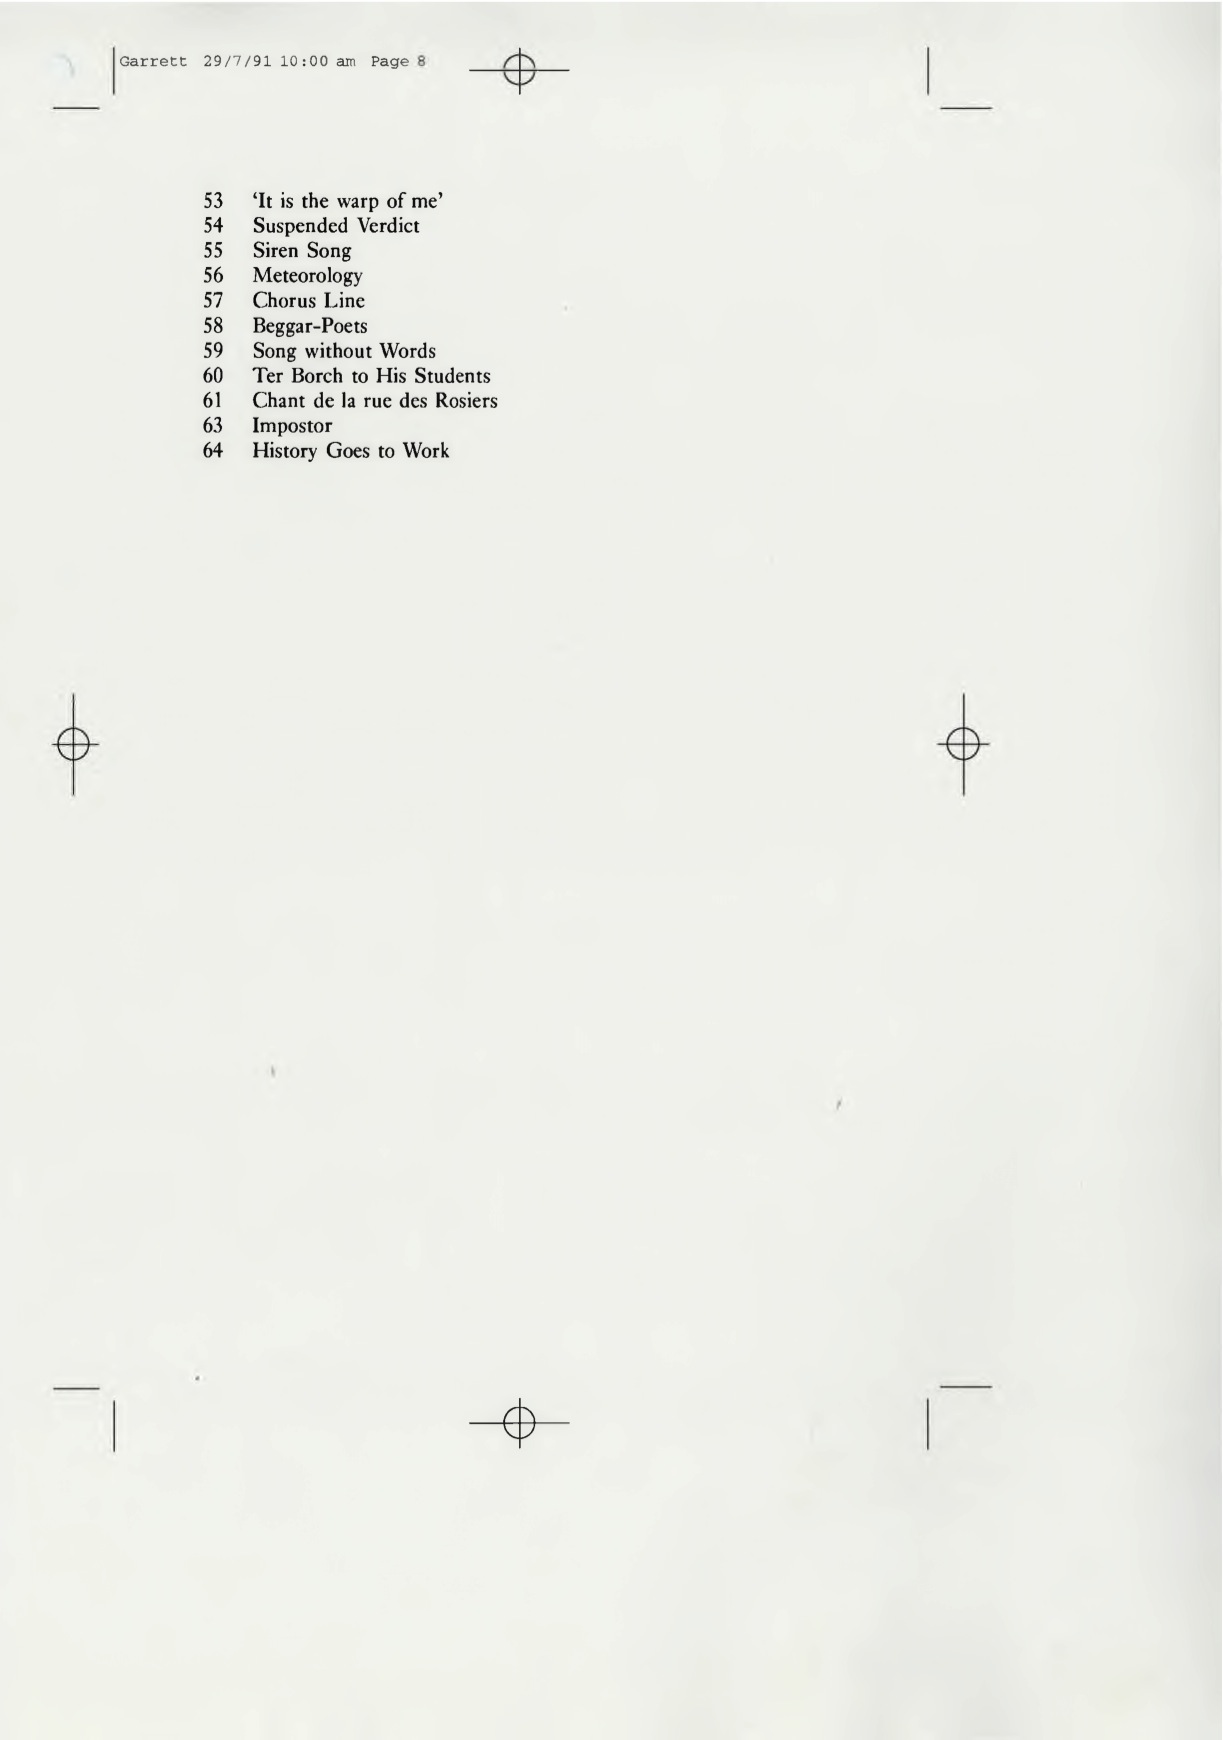 Garrett 29/7/91 10:00 am Page 8
53 ‘It is the warp of me’
54 Suspended Verdict
55 Siren Song
56 Meteorology
57 Chorus Line
58 Beggar-Poets
59 Song without Words
60 Ter Borch to His Students
61 Chant de la rue des Rosiers
63 Impostor
64 History Goes to Work